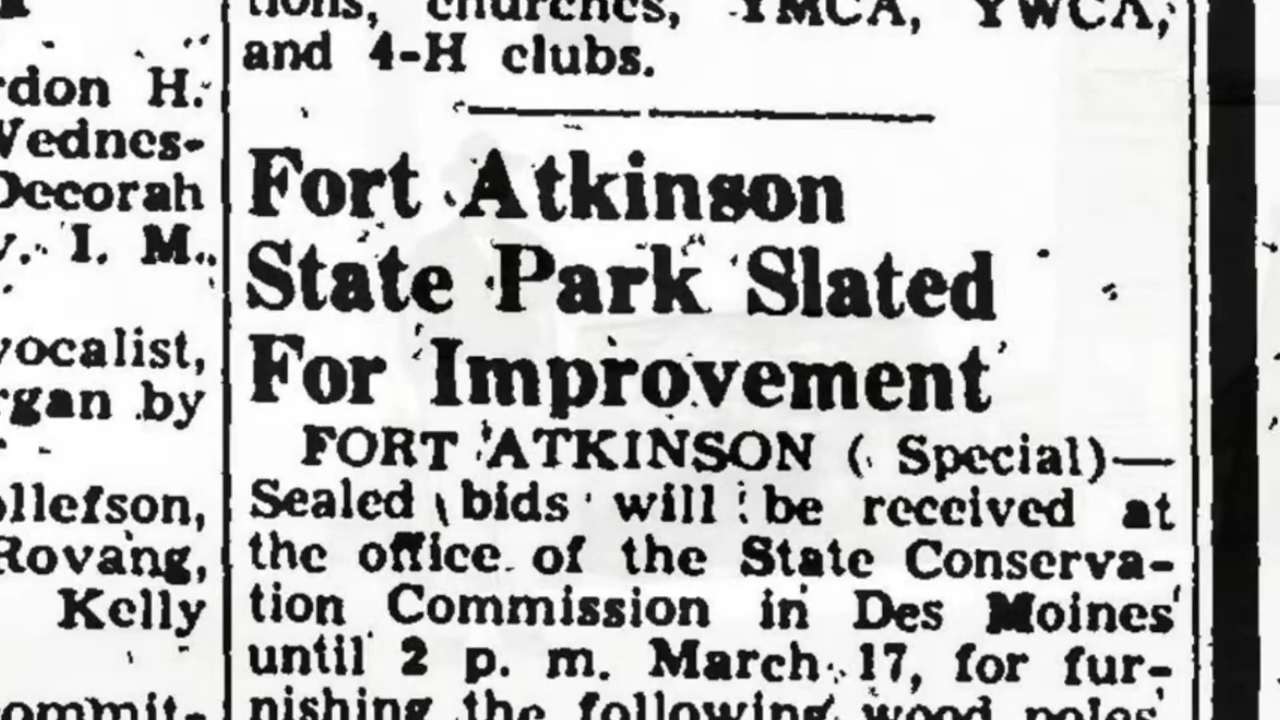 rdon H.
Wednes-
Decorah
I. M.
vocalist,
rgan by
ollefson,
Rovang,
Kelly
ommit-
tions, churches, YMCA, YWCA,
and 4-H clubs.
Fort Atkinson
State Park Slated
For Improvement
FORT ATKINSON ( Special)—
Sealed bids will be received at
the office of the State Conserva-
tion Commission in Des Moines
until 2 p. m. March 17, for fur-
nishing the following wood poles